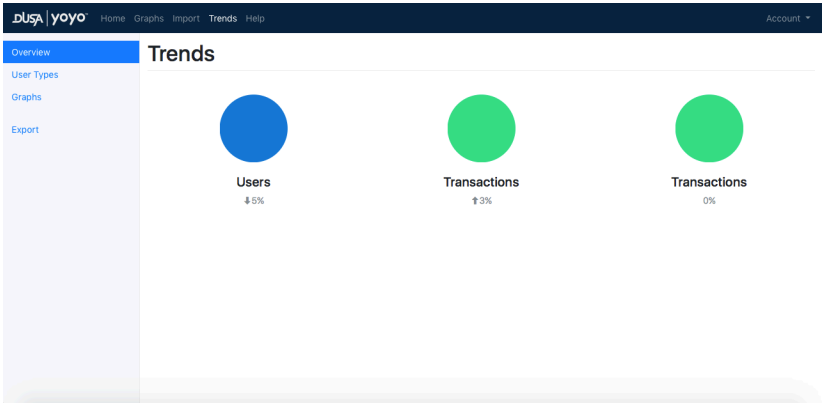 DUSA yoyo Home Graphs Import Trends Help Account
Overview
User Types
Graphs
Export
Trends
Users
⬇5%
Transactions
⬆3%
Transactions
0%